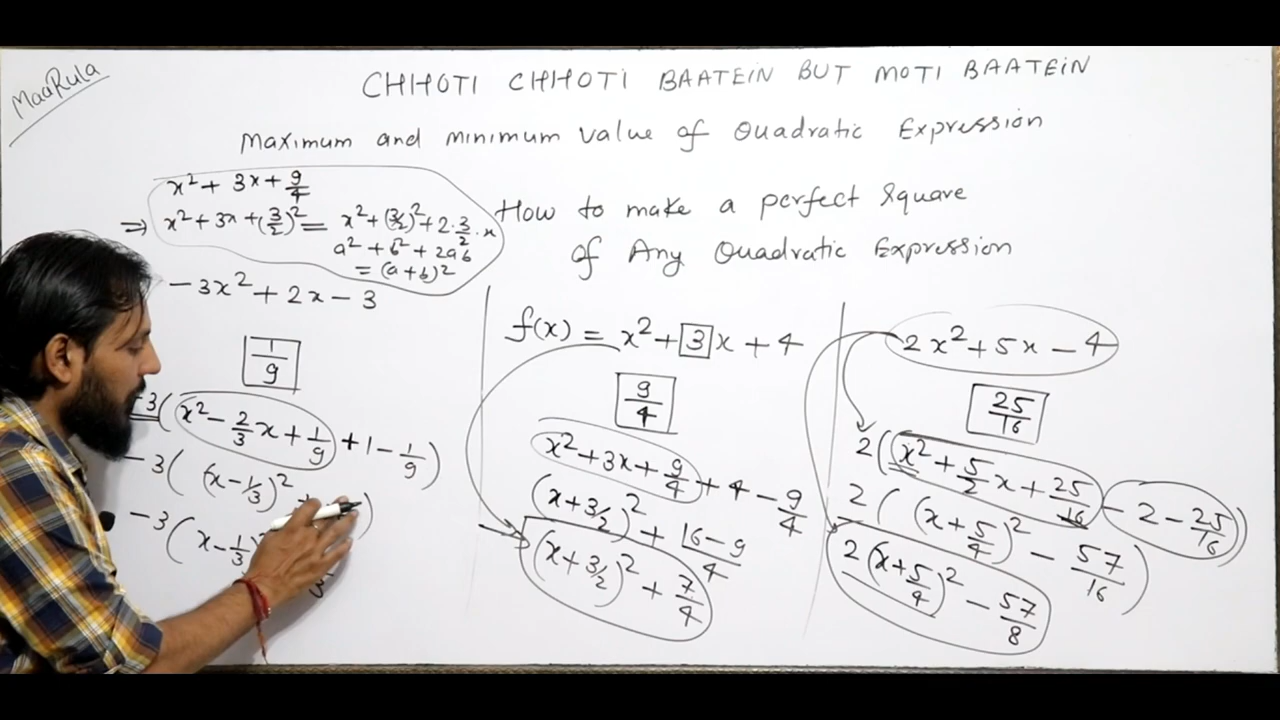 MathRula
CHHOTI CHHOTI BAATEIN BUT MOTI BAATEIN
Maximum and minimum value of Quadratic Expression
x² + 3x + 9/4
⇒ x² + 3x + (3/2)² = x² + (3/2)² + 2·3/2·x
a² + b² + 2ab
= (a+b)²
How to make a perfect square
of Any Quadratic Expression
-3x² + 2x - 3
1/9
-3(x² - 2/3x + 1/9 + 1 - 1/9)
-3((x - 1/3)²
-3(x - 1/3)
f(x) = x² + 3x + 4
9/4
x² + 3x + 9/4 + 4 - 9/4
(x + 3/2)² + 16-9/4
(x + 3/2)² + 7/4
2x² + 5x - 4
25/16
2(x² + 5/2x + 25/16 - 2 - 25/16)
2((x + 5/4)² - 57/16)
2(x + 5/4)² - 57/8